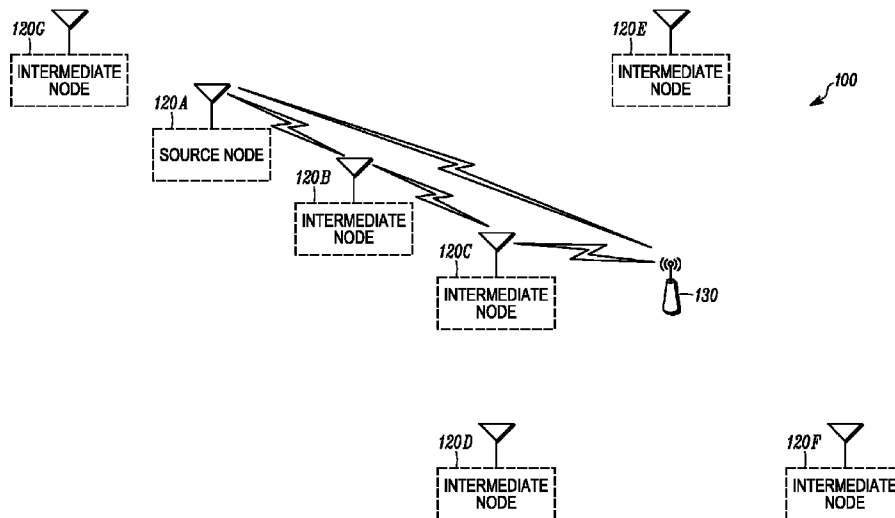 120G
INTERMEDIATE
NODE
120E
INTERMEDIATE
NODE
100
120A
SOURCE NODE
120B
INTERMEDIATE
NODE
120C
INTERMEDIATE
NODE
130
120D
INTERMEDIATE
NODE
120F
INTERMEDIATE
NODE